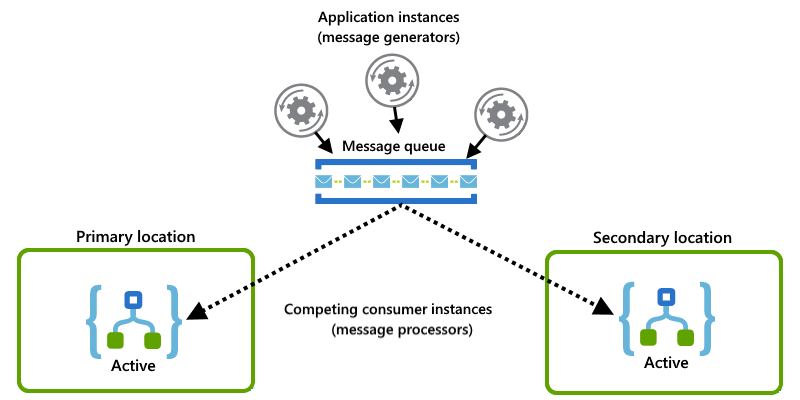 Application instances
(message generators)
Message queue
Primary location
Secondary location
Competing consumer instances
(message processors)
Active
Active